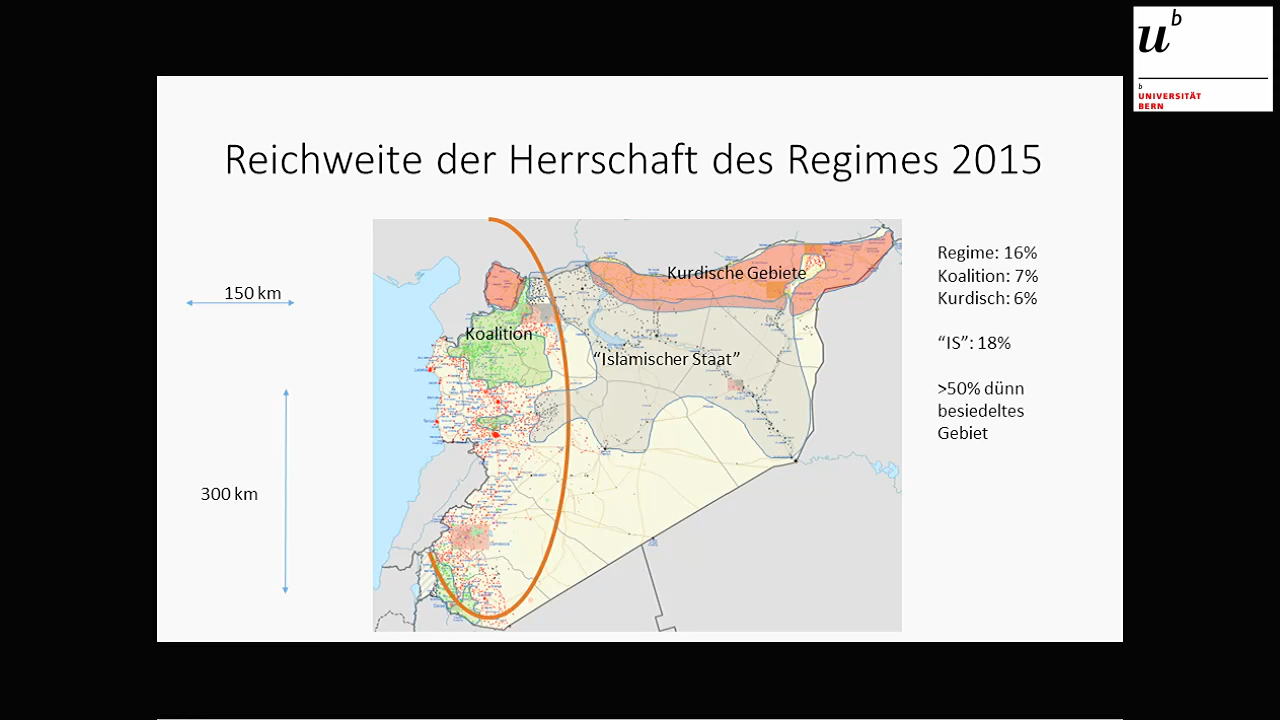 u b
b
UNIVERSITÄT
BERN
Reichweite der Herrschaft des Regimes 2015
150 km
300 km
Kurdische Gebiete
Koalition
“Islamischer Staat”
Regime: 16%
Koalition: 7%
Kurdisch: 6%
“IS”: 18%
>50% dünn
besiedeltes
Gebiet